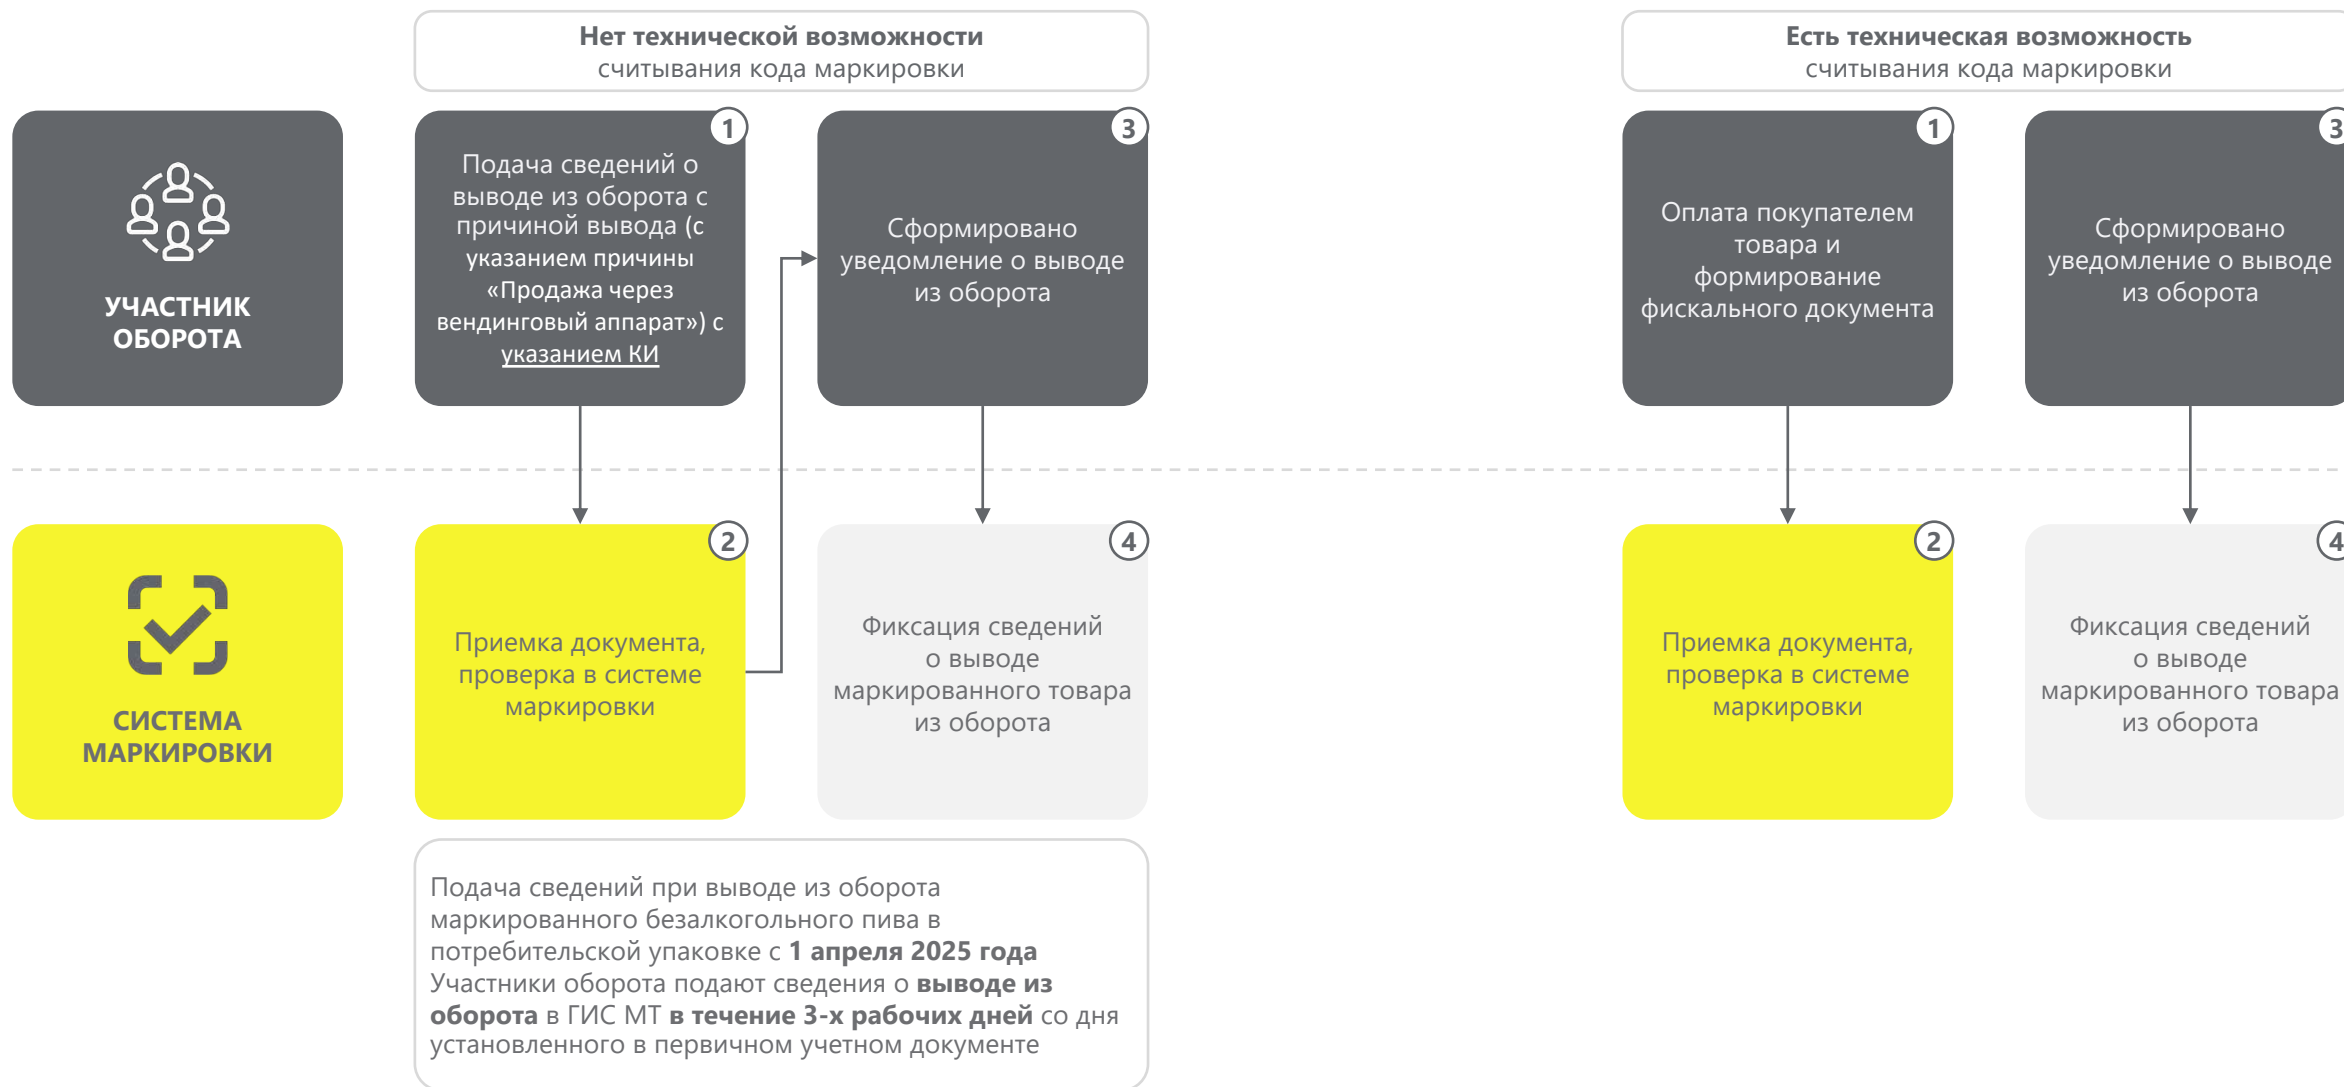 Нет технической возможности
считывания кода маркировки
Есть техническая возможность
считывания кода маркировки
УЧАСТНИК
ОБОРОТА
1
Подача сведений о
выводе из оборота с
причиной вывода (с
указанием причины
«Продажа через
вендинговый аппарат») с
указанием КИ
3
Сформировано
уведомление о выводе
из оборота
1
Оплата покупателем
товара и
формирование
фискального документа
3
Сформировано
уведомление о выводе
из оборота
СИСТЕМА
МАРКИРОВКИ
2
Приемка документа,
проверка в системе
маркировки
4
Фиксация сведений
о выводе
маркированного товара
из оборота
2
Приемка документа,
проверка в системе
маркировки
4
Фиксация сведений
о выводе
маркированного товара
из оборота
Подача сведений при выводе из оборота
маркированного безалкогольного пива в
потребительской упаковке с 1 апреля 2025 года
Участники оборота подают сведения о выводе из
оборота в ГИС МТ в течение 3-х рабочих дней со дня
установленного в первичном учетном документе